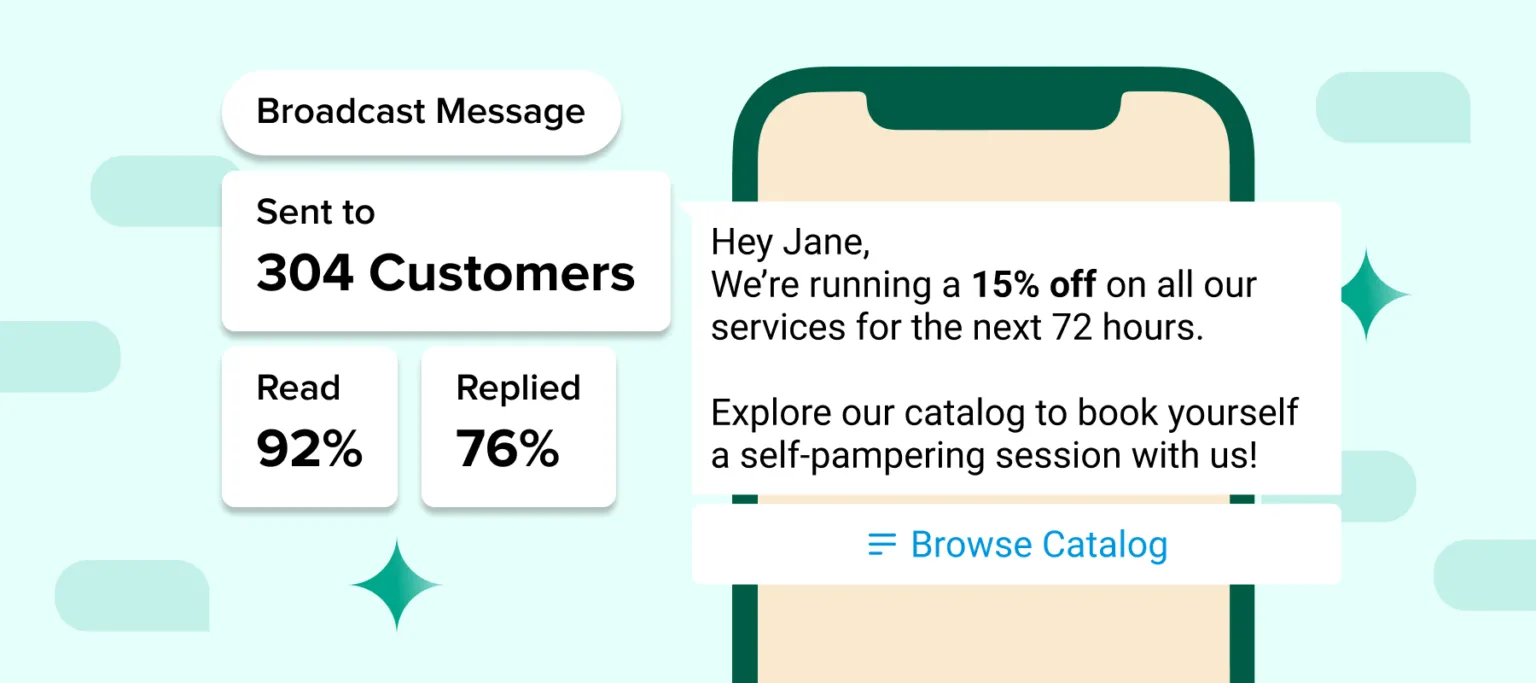 Broadcast Message
Sent to
304 Customers
Read
92%
Replied
76%
Hey Jane,
We’re running a 15% off on all our
services for the next 72 hours.
Explore our catalog to book yourself
a self-pampering session with us!
Browse Catalog